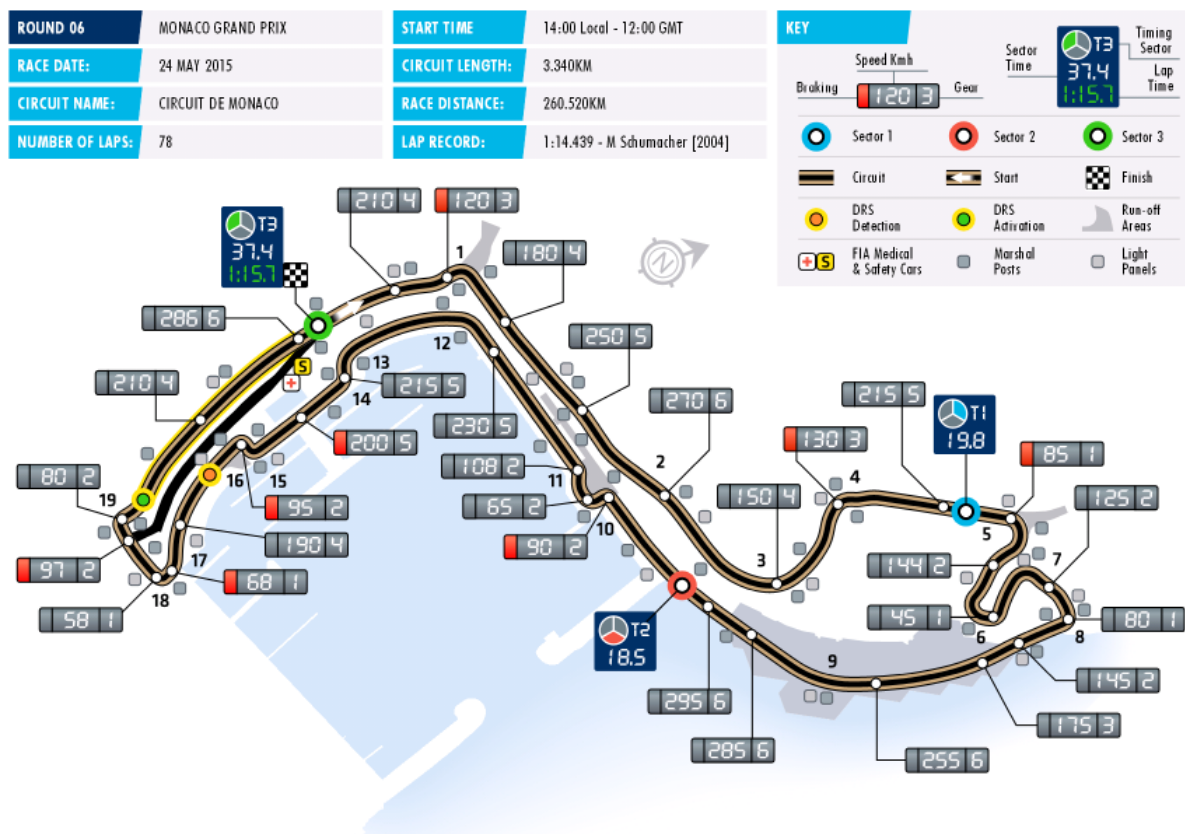 ROUND 06 MONACO GRAND PRIX
RACE DATE: 24 MAY 2015
CIRCUIT NAME: CIRCUIT DE MONACO
NUMBER OF LAPS: 78
START TIME 14:00 Local - 12:00 GMT
CIRCUIT LENGTH: 3.340KM
RACE DISTANCE: 260.520KM
LAP RECORD: 1:14.439 - M Schumacher [2004]
KEY
Speed Kmh
Braking 120 3 Gear
Sector Time
T3
37.4
1:15.7
Timing Sector
Lap Time
Sector 1
Sector 2
Sector 3
Circuit
Start
Finish
DRS Detection
DRS Activation
Run-off Areas
S
FIA Medical & Safety Cars
Marshal Posts
Light Panels
N
210 4
120 3
1
180 4
T3
37.4
1:15.7
286 6
250 5
12
13
S
210 4
215 5
14
270 6
215 5
T1
19.8
230 5
130 3
200 5
85 1
108 2
11
2
80 2
16
15
150 4
4
125 2
19
65 2
95 2
10
5
190 4
90 2
17
3
144 2
7
97 2
68 1
18
58 1
45 1
6
8
80 1
T2
18.5
9
145 2
295 6
175 3
285 6
255 6